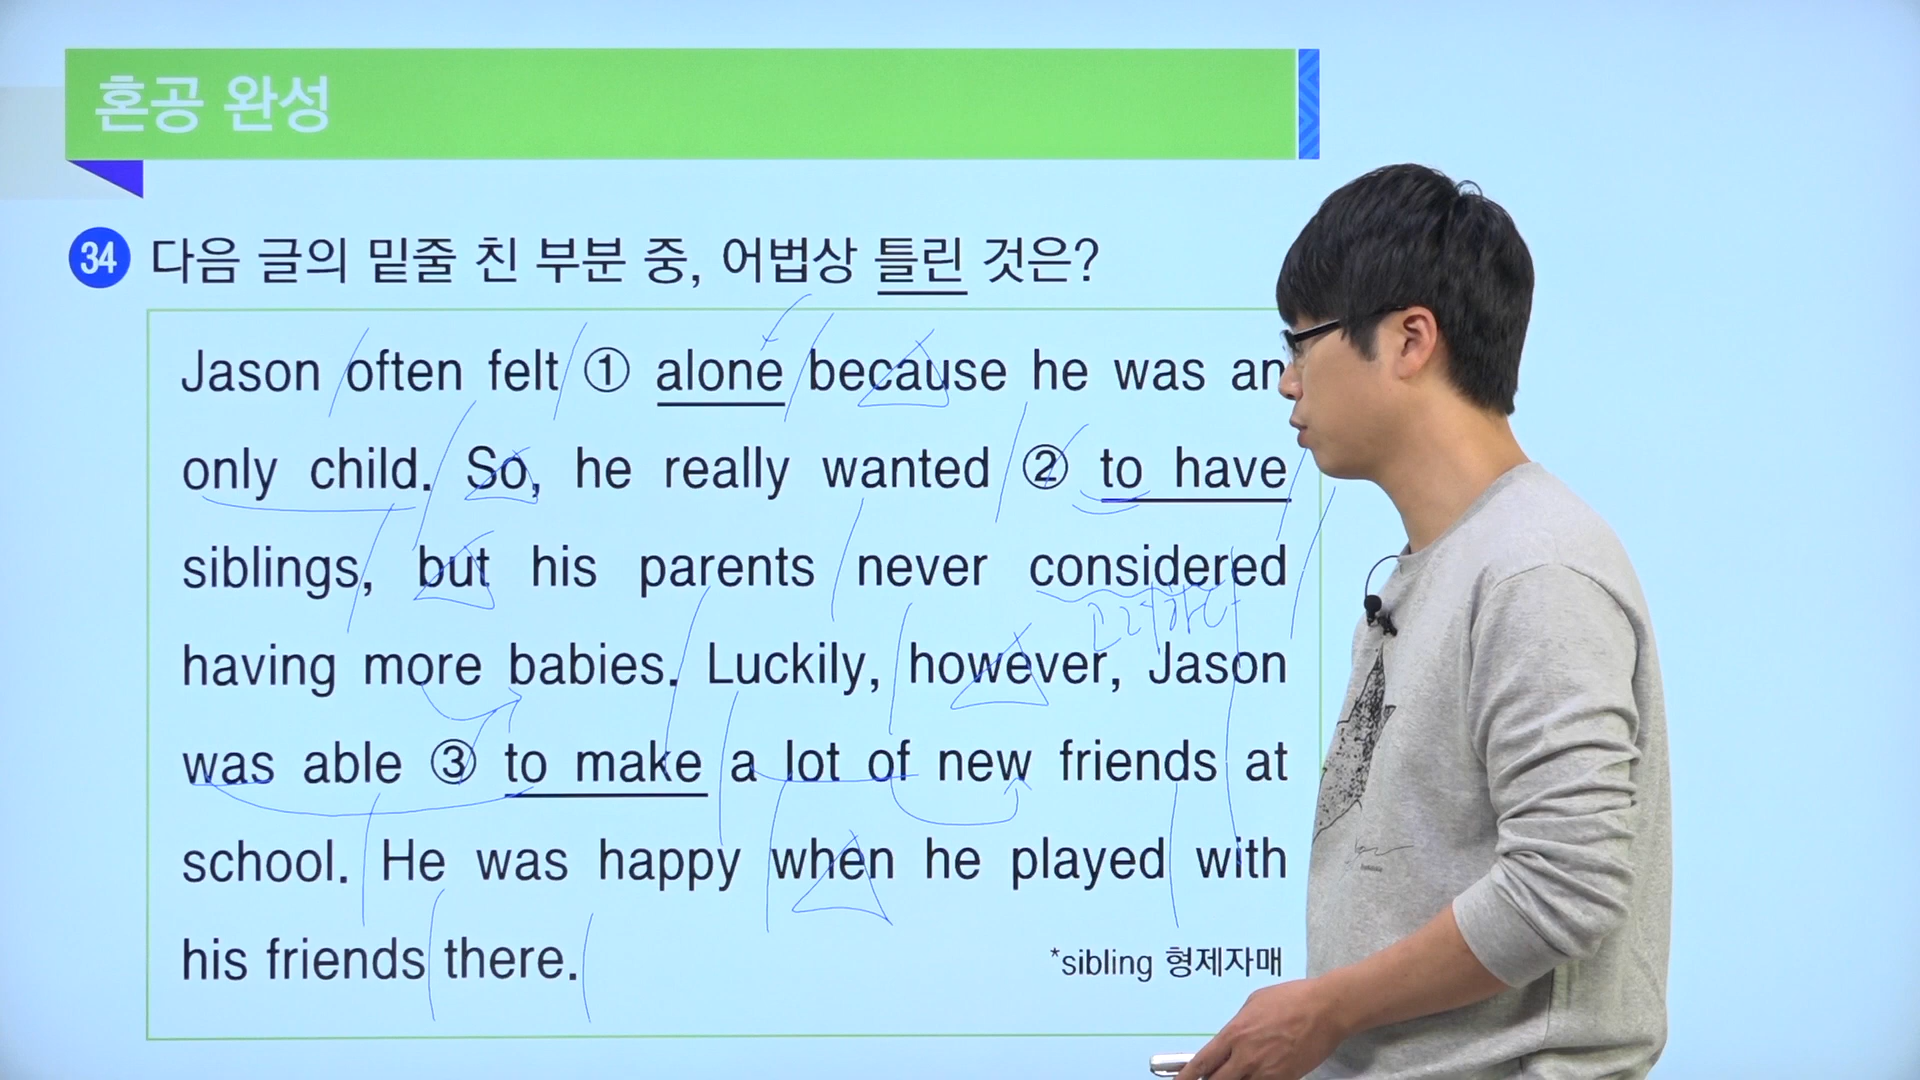 혼공 완성
34 다음 글의 밑줄 친 부분 중, 어법상 틀린 것은?
Jason often felt ① alone because he was an
only child. So, he really wanted ② to have
siblings, but his parents never considered
고려하다
having more babies. Luckily, however, Jason
was able ③ to make a lot of new friends at
school. He was happy when he played with
his friends there.
*sibling 형제자매